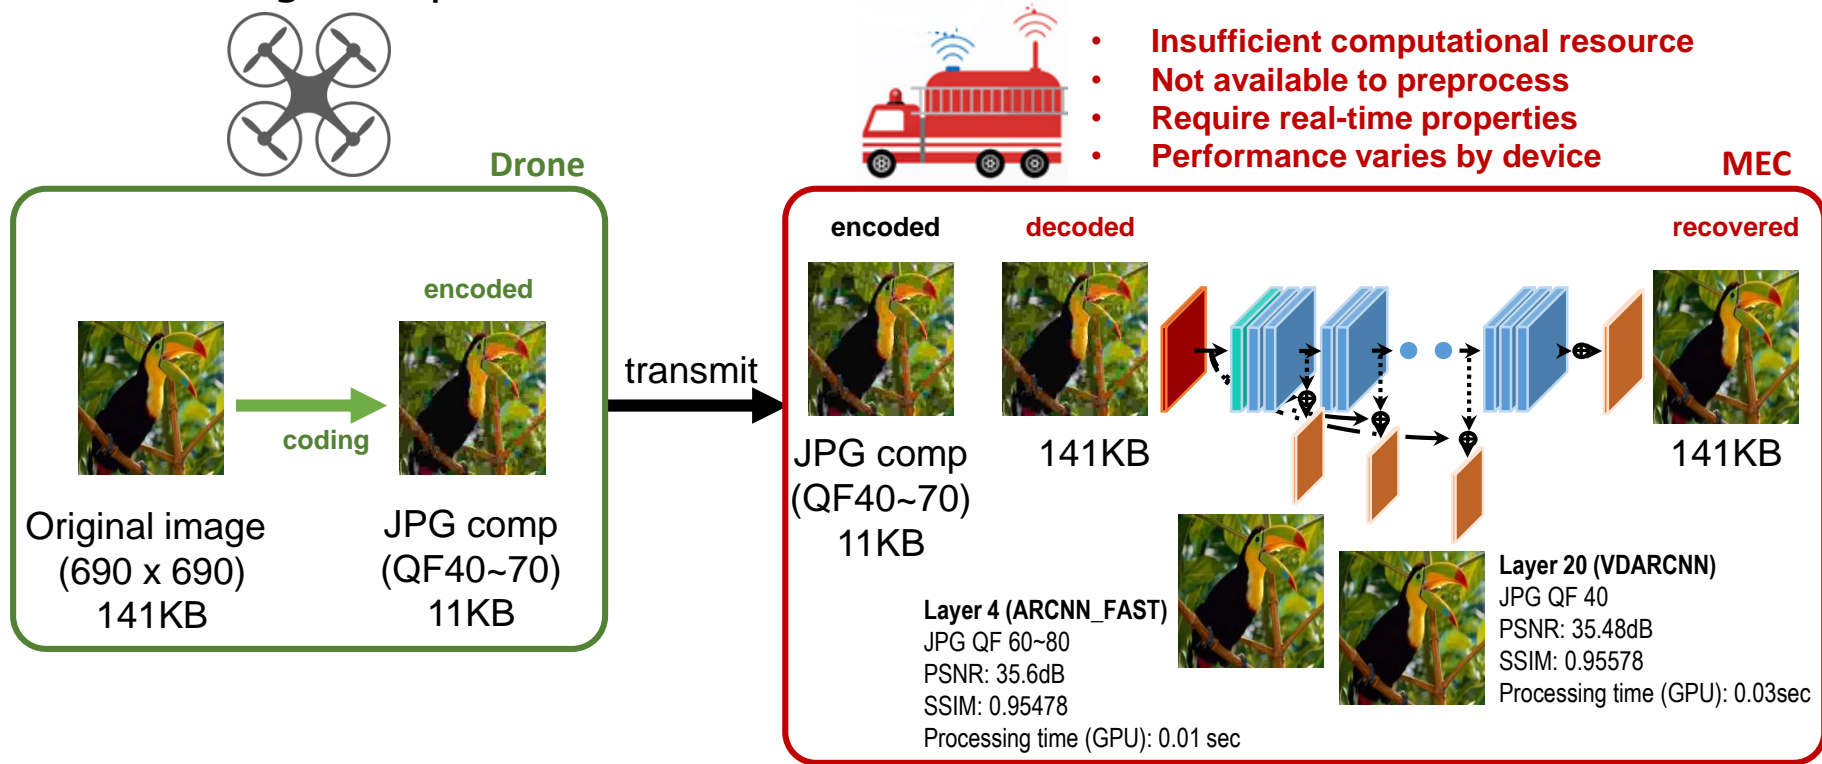 • Insufficient computational resource
• Not available to preprocess
• Require real-time properties
• Performance varies by device
Drone
MEC
encoded
coding
Original image
(690 x 690)
141KB
JPG comp
(QF40~70)
11KB
transmit
encoded
decoded
recovered
JPG comp
(QF40~70)
11KB
141KB
141KB
Layer 4 (ARCNN_FAST)
JPG QF 60~80
PSNR: 35.6dB
SSIM: 0.95478
Processing time (GPU): 0.01 sec
Layer 20 (VDARCNN)
JPG QF 40
PSNR: 35.48dB
SSIM: 0.95578
Processing time (GPU): 0.03sec